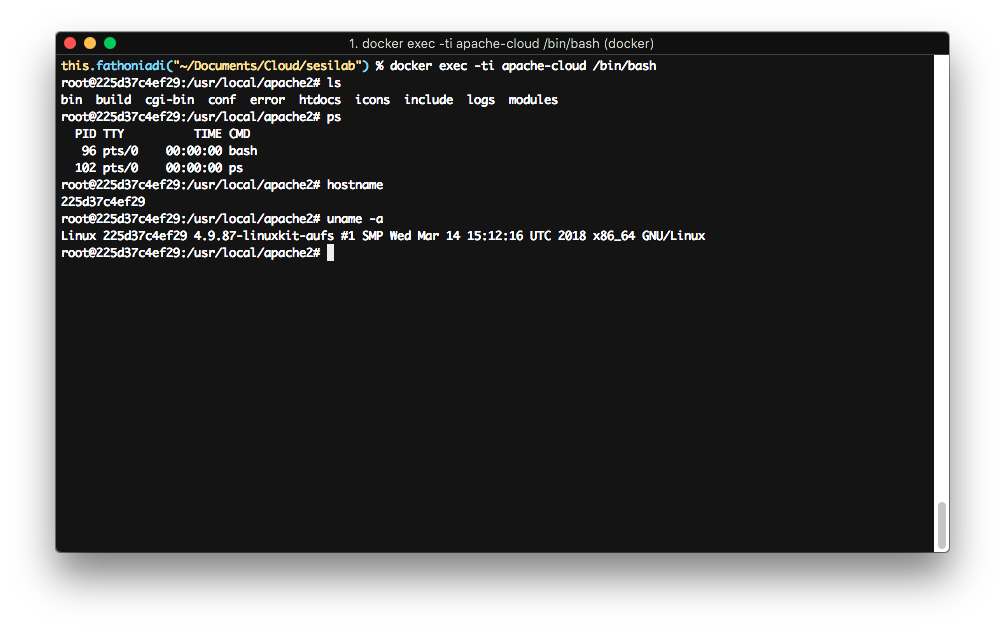 1. docker exec -ti apache-cloud /bin/bash (docker)
this.fathoniadi("~/Documents/Cloud/sesilab") % docker exec -ti apache-cloud /bin/bash
root@225d37c4ef29:/usr/local/apache2# ls
bin  build  cgi-bin  conf  error  htdocs  icons  include  logs  modules
root@225d37c4ef29:/usr/local/apache2# ps
  PID TTY          TIME CMD
   96 pts/0    00:00:00 bash
  102 pts/0    00:00:00 ps
root@225d37c4ef29:/usr/local/apache2# hostname
225d37c4ef29
root@225d37c4ef29:/usr/local/apache2# uname -a
Linux 225d37c4ef29 4.9.87-linuxkit-aufs #1 SMP Wed Mar 14 15:12:16 UTC 2018 x86_64 GNU/Linux
root@225d37c4ef29:/usr/local/apache2#